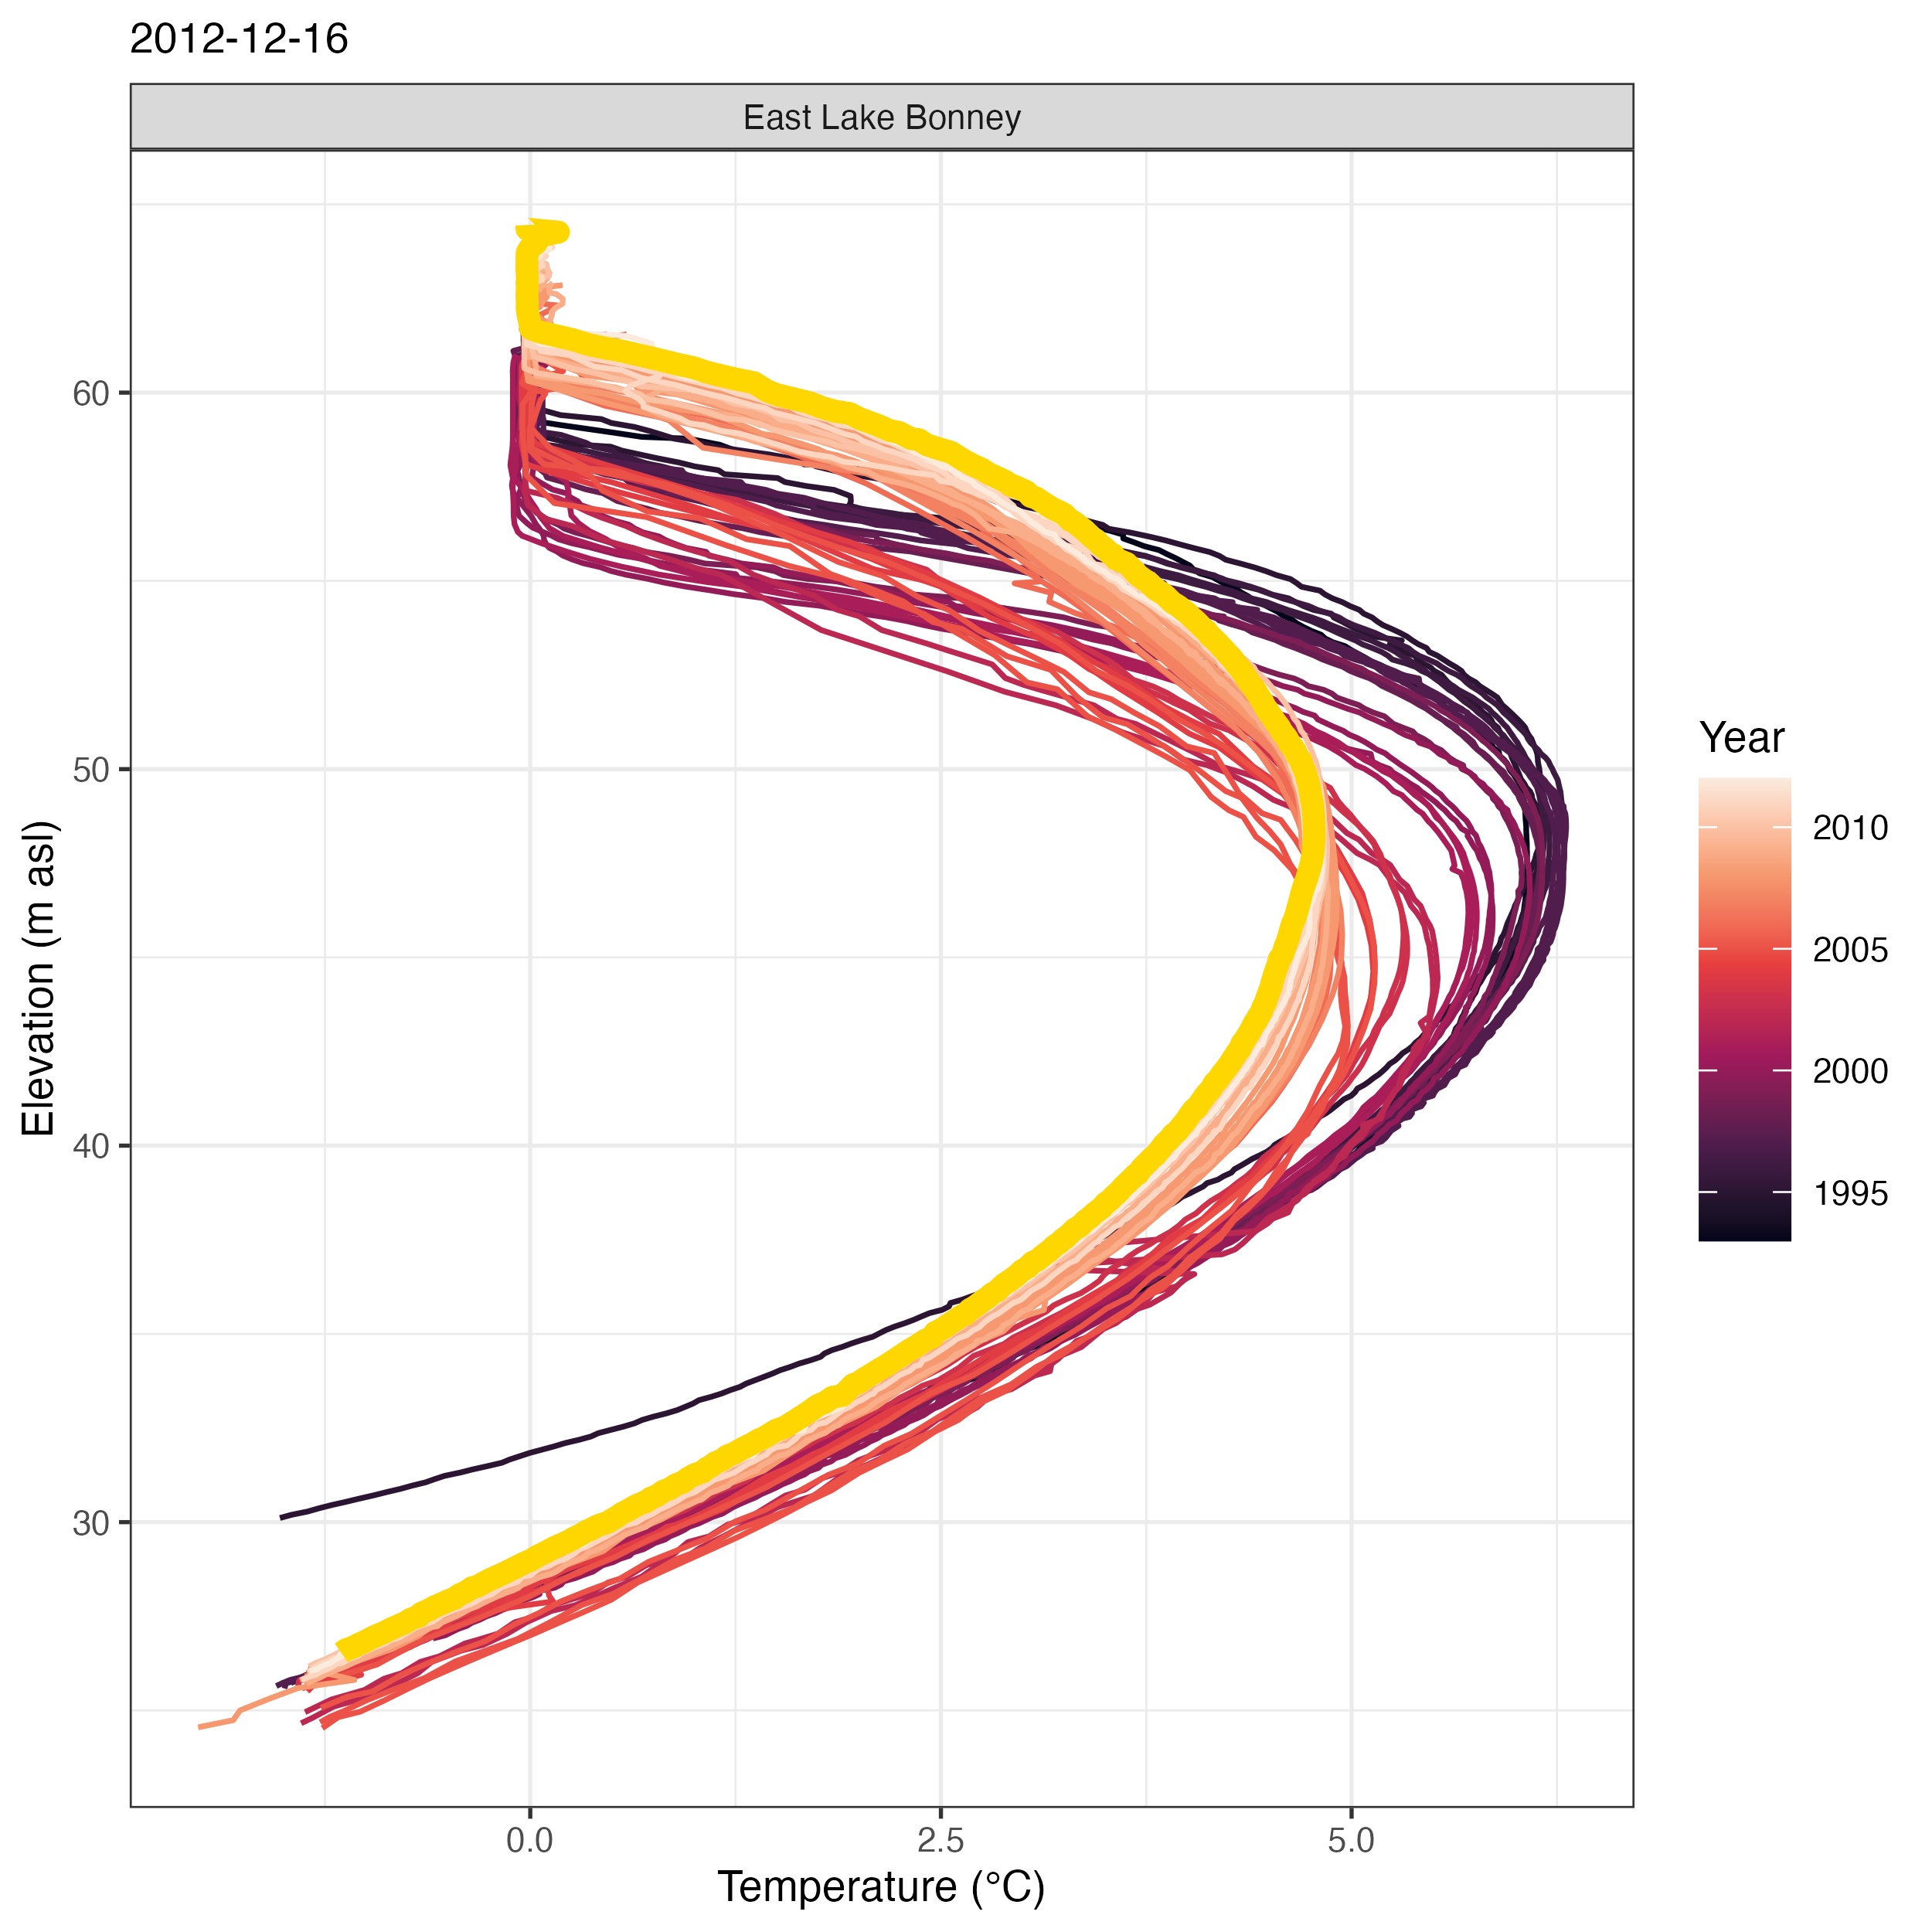 2012-12-16
East Lake Bonney
60
50
40
30
Elevation (m asl)
0.0 2.5 5.0
Temperature (°C)
Year
2010
2005
2000
1995